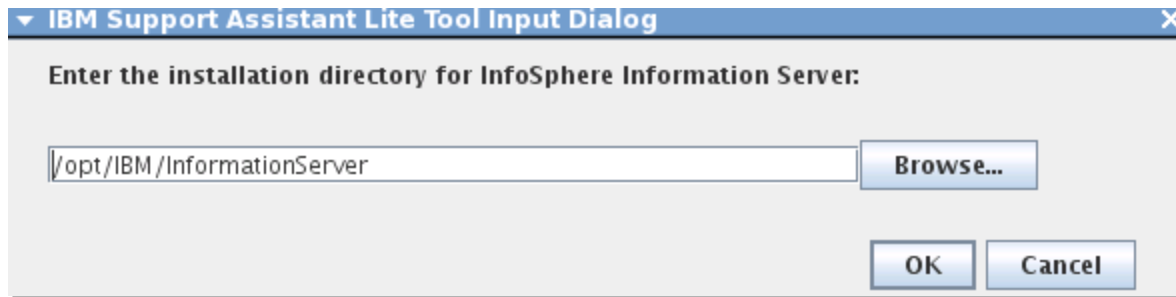 IBM Support Assistant Lite Tool Input Dialog
Enter the installation directory for InfoSphere Information Server:
/opt/IBM/InformationServer
Browse...
OK
Cancel